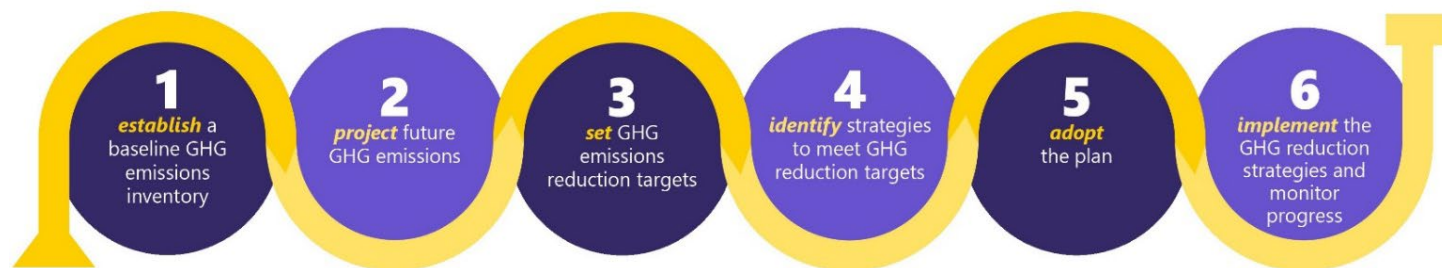 1
establish a
baseline GHG
emissions
inventory
2
project future
GHG emissions
3
set GHG
emissions
reduction targets
4
identify strategies
to meet GHG
reduction targets
5
adopt
the plan
6
implement the
GHG reduction
strategies and
monitor
progress